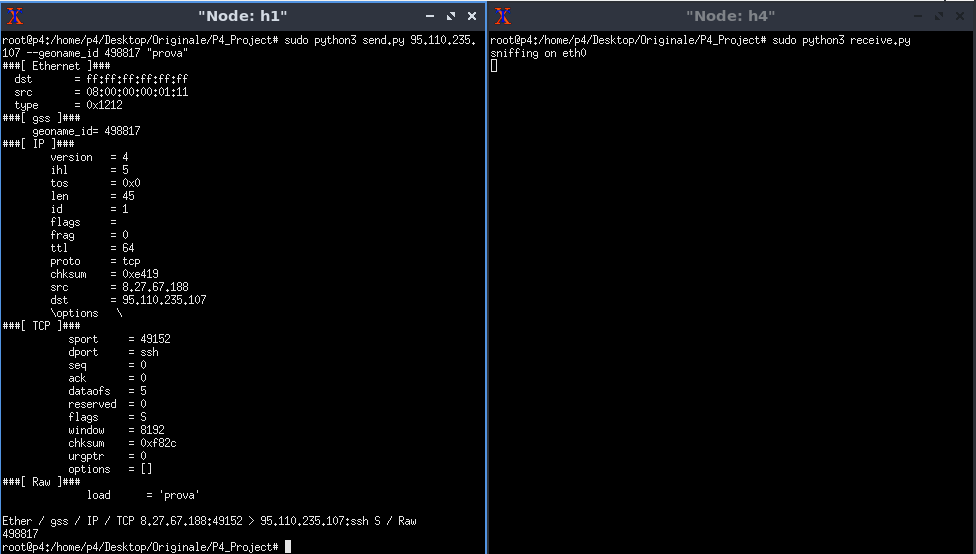 "Node: h1"
root@p4:/home/p4/Desktop/Originale/P4_Project# sudo python3 send.py 95.110.235.
107 --geoname_id 498817 "prova"
###[ Ethernet ]###
dst = ff:ff:ff:ff:ff:ff
src = 08:00:00:00:01:11
type = 0x1212
###[ gss ]###
geoname_id= 498817
###[ IP ]###
version = 4
ihl = 5
tos = 0x0
len = 45
id = 1
flags =
frag = 0
ttl = 64
proto = tcp
chksum = 0xe419
src = 8.27.67.188
dst = 95.110.235.107
\options \
###[ TCP ]###
sport = 49152
dport = ssh
seq = 0
ack = 0
dataofs = 5
reserved = 0
flags = S
window = 8192
chksum = 0xf82c
urgptr = 0
options = []
###[ Raw ]###
load = 'prova'
Ether / gss / IP / TCP 8.27.67.188:49152 > 95.110.235.107:ssh S / Raw
498817
root@p4:/home/p4/Desktop/Originale/P4_Project#
"Node: h4"
root@p4:/home/p4/Desktop/Originale/P4_Project# sudo python3 receive.py
sniffing on eth0